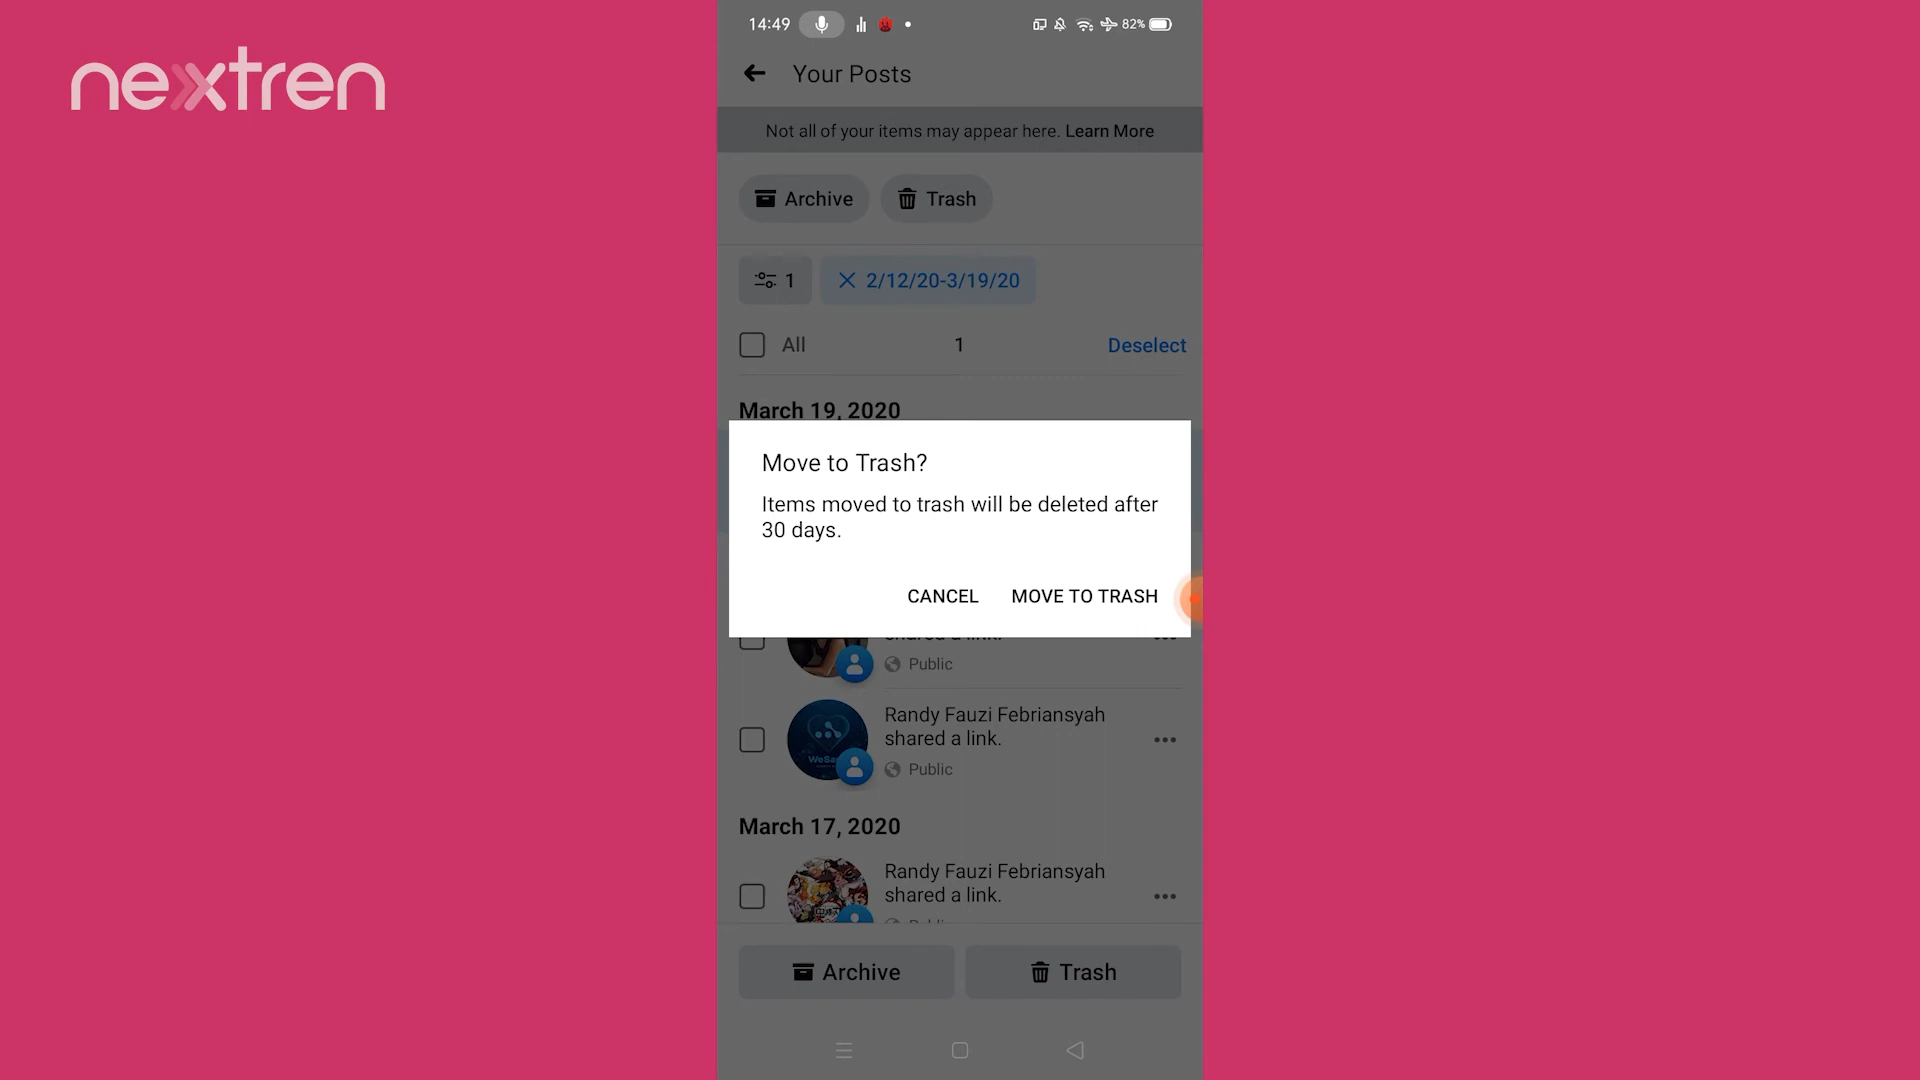 nextren
14:49
82%
Your Posts
Not all of your items may appear here. Learn More
Archive
Trash
1
2/12/20-3/19/20
All
1
Deselect
March 19, 2020
Move to Trash?
Items moved to trash will be deleted after
30 days.
CANCEL
MOVE TO TRASH
shared a link.
Public
Randy Fauzi Febriansyah
shared a link.
Public
March 17, 2020
Randy Fauzi Febriansyah
shared a link.
Archive
Trash